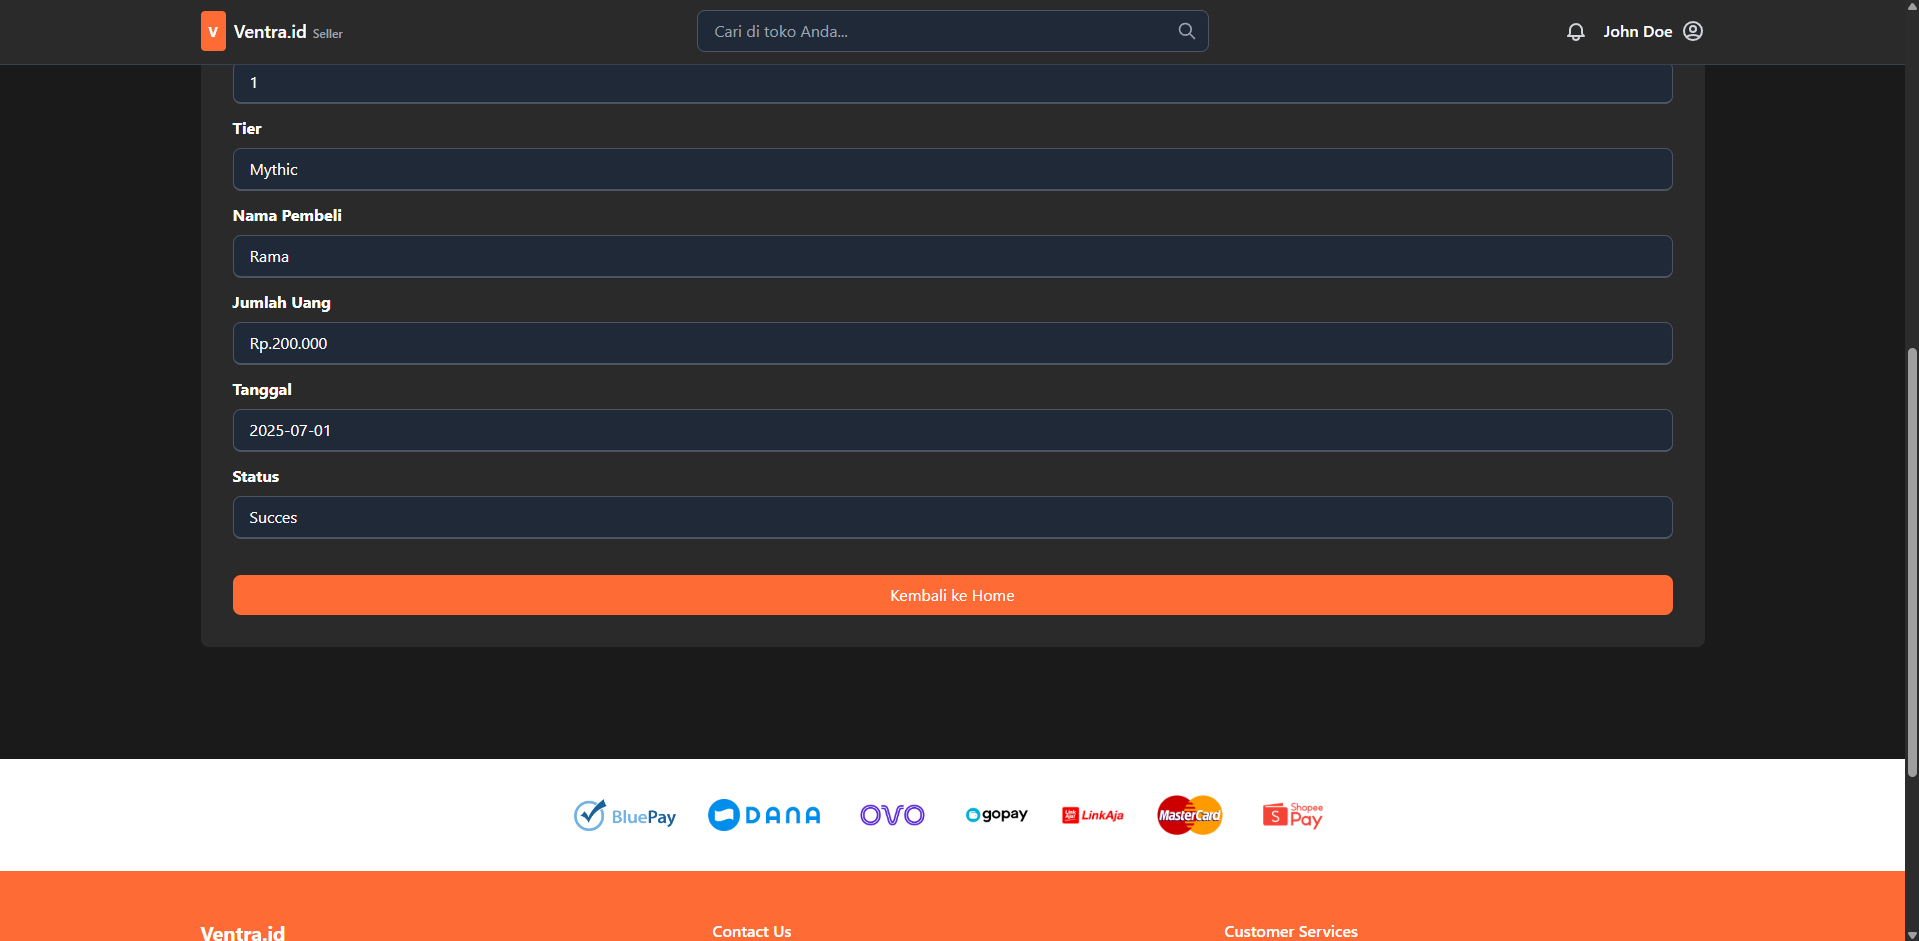 V Ventra.id Seller
Cari di toko Anda...
John Doe
1
Tier
Mythic
Nama Pembeli
Rama
Jumlah Uang
Rp.200.000
Tanggal
2025-07-01
Status
Succes
Kembali ke Home
BluePay
DANA
OVO
gopay
Link Aja!
LinkAja
MasterCard
S
Shopee
Pay
Ventra.id
Contact Us
Customer Services